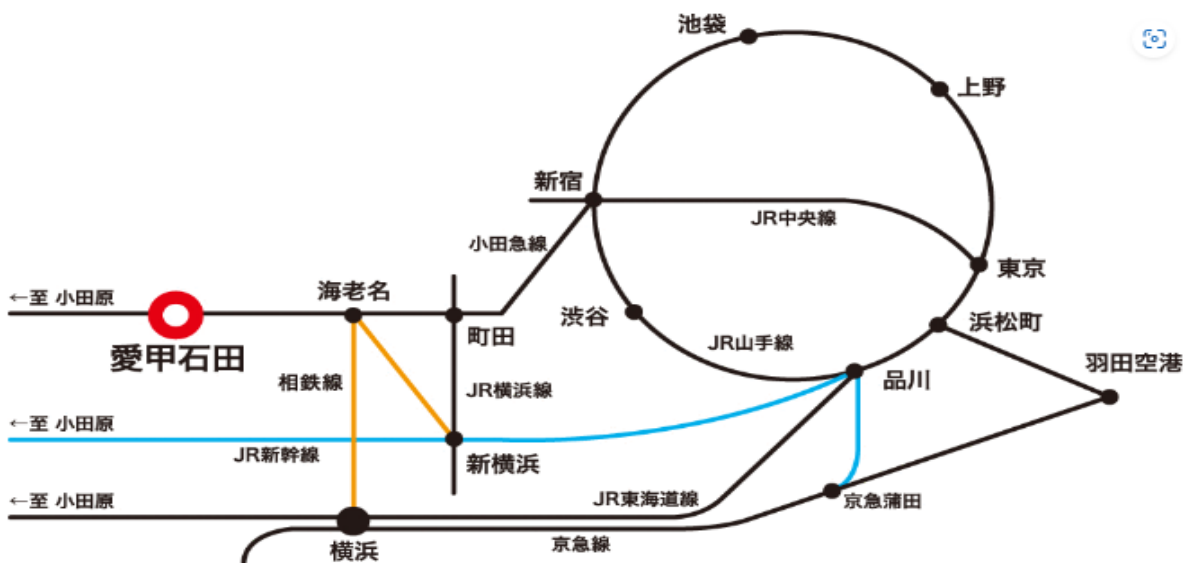 池袋
上野
新宿
JR中央線
小田急線
東京
←至 小田原
海老名
渋谷
浜松町
町田
JR山手線
愛甲石田
羽田空港
相鉄線
JR横浜線
品川
←至 小田原
JR新幹線
新横浜
←至 小田原
JR東海道線
京急蒲田
横浜
京急線